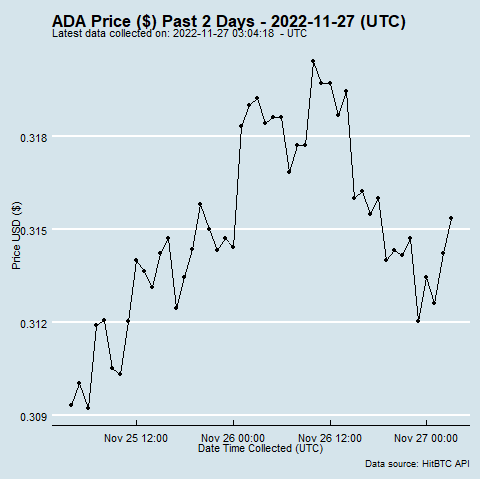 ADA Price ($) Past 2 Days - 2022-11-27 (UTC)
Latest data collected on: 2022-11-27 03:04:18  - UTC
Price USD ($)
0.318
0.315
0.312
0.309
Nov 25 12:00
Nov 26 00:00
Nov 26 12:00
Nov 27 00:00
Date Time Collected (UTC)
Data source: HitBTC API